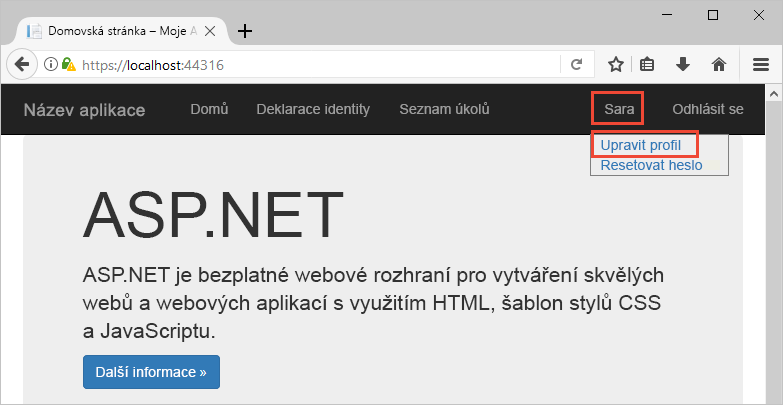 Domovská stránka – Moje A
https://localhost:44316
Název aplikace Domů Deklarace identity Seznam úkolů Sara Odhlásit se
Upravit profil
Resetovat heslo
ASP.NET
ASP.NET je bezplatné webové rozhraní pro vytváření skvělých
webů a webových aplikací s využitím HTML, šablon stylů CSS
a JavaScriptu.
Další informace »